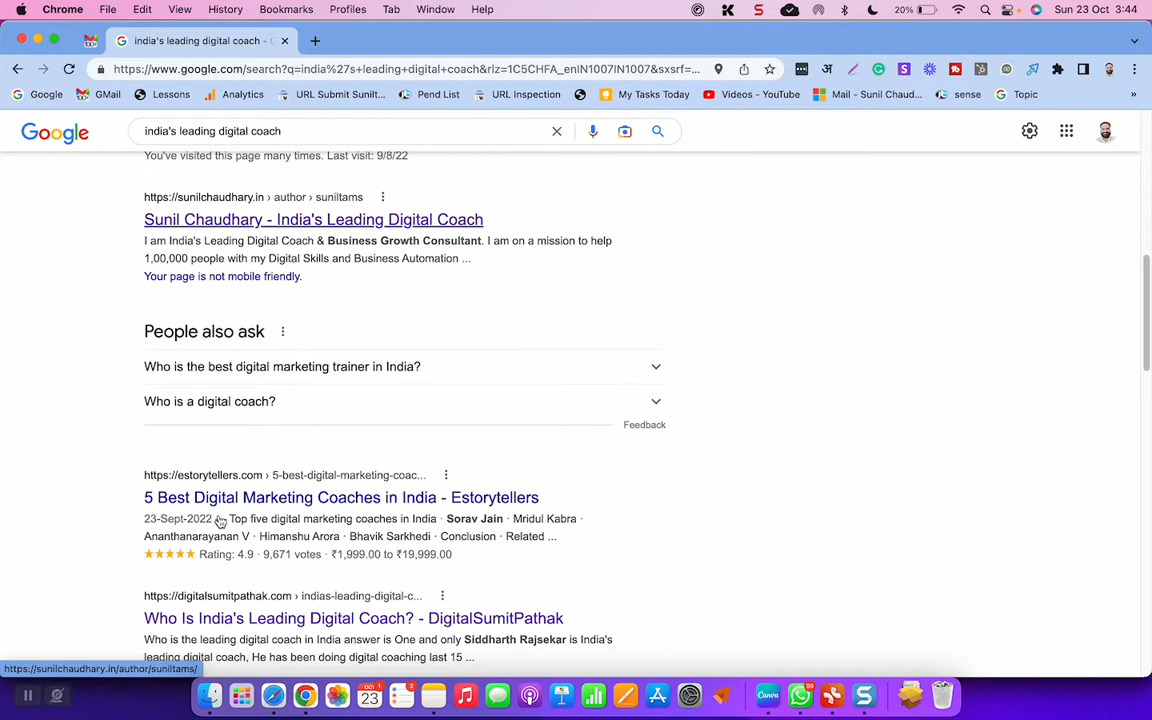 Chrome File Edit View History Bookmarks Profiles Tab Window Help 20% Sun 23 Oct 3:44
india's leading digital coach -
https://www.google.com/search?q=india%27s+leading+digital+coach&rlz=1C5CHFA_enIN1007IN1007&sxsrf=...
Google GMail Lessons Analytics URL Submit Sunilt... Pend List URL Inspection My Tasks Today Videos - YouTube Mail - Sunil Chaud... sense Topic »
Google india's leading digital coach
You've visited this page many times. Last visit: 9/8/22
https://sunilchaudhary.in › author › suniltams
Sunil Chaudhary - India's Leading Digital Coach
I am India's Leading Digital Coach & Business Growth Consultant. I am on a mission to help
1,00,000 people with my Digital Skills and Business Automation ...
Your page is not mobile friendly.
People also ask
Who is the best digital marketing trainer in India?
Who is a digital coach?
Feedback
https://estorytellers.com › 5-best-digital-marketing-coac...
5 Best Digital Marketing Coaches in India - Estorytellers
23-Sept-2022 Top five digital marketing coaches in India · Sorav Jain · Mridul Kabra ·
Ananthanarayanan V · Himanshu Arora · Bhavik Sarkhedi · Conclusion · Related ...
★★★★★ Rating: 4.9 · 9,671 votes · ₹1,999.00 to ₹19,999.00
https://digitalsumitpathak.com › indias-leading-digital-c...
Who Is India's Leading Digital Coach? - DigitalSumitPathak
Who is the leading digital coach in India answer is One and only Siddharth Rajsekar is India's
leading digital coach, He has been doing digital coaching last 15 ...
https://sunilchaudhary.in/author/suniltams/
OCT
23
3
Canva